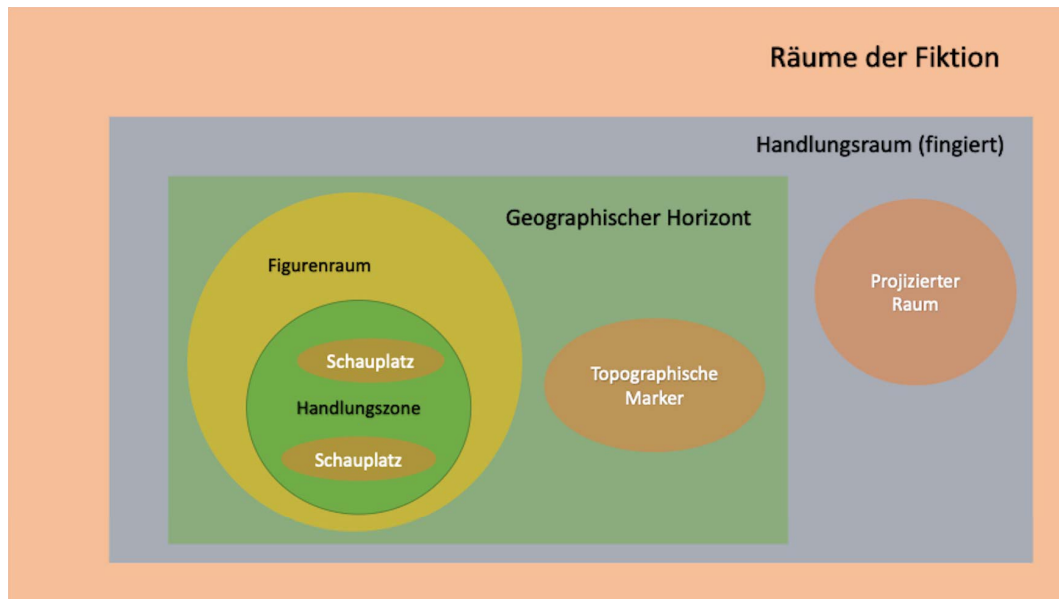 Räume der Fiktion
Handlungsraum (fingiert)
Geographischer Horizont
Figurenraum
Projizierter
Raum
Schauplatz
Topographische
Marker
Handlungszone
Schauplatz